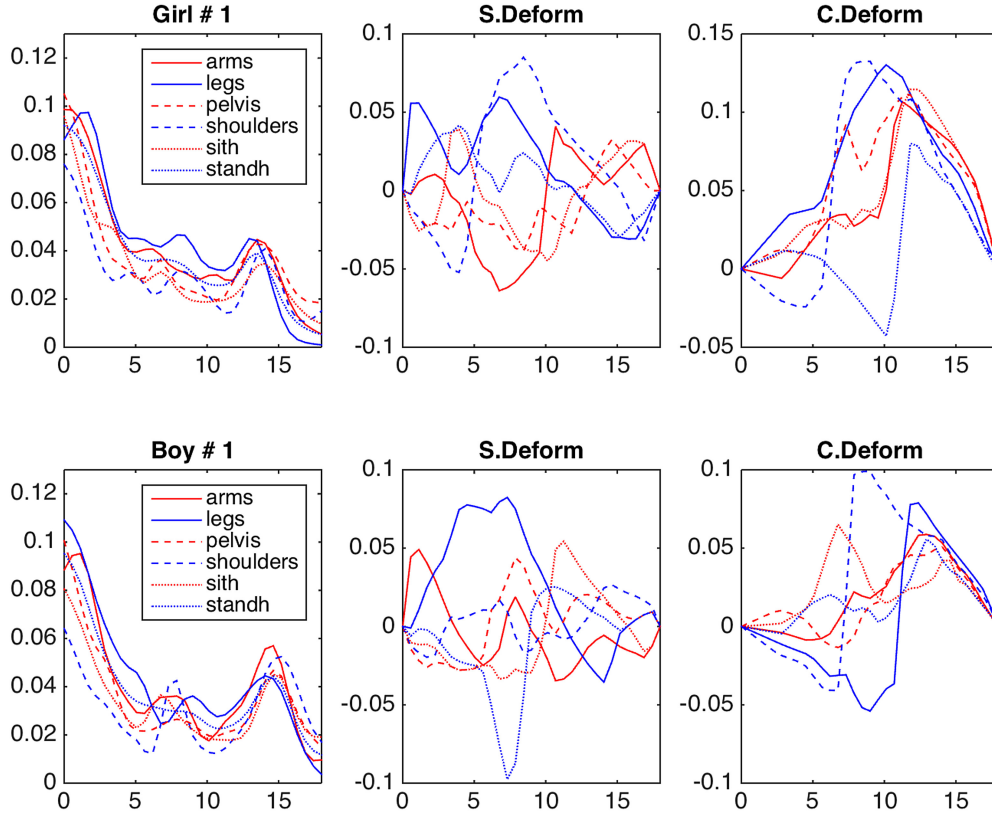 Girl # 1
S.Deform
C.Deform
0.12
0.1
0.08
0.06
0.04
0.02
0
0 5 10 15
arms
legs
pelvis
shoulders
sith
standh
0.1
0.05
0
-0.05
-0.1
0 5 10 15
0.15
0.1
0.05
0
-0.05
0 5 10 15
Boy # 1
S.Deform
C.Deform
0.12
0.1
0.08
0.06
0.04
0.02
0
0 5 10 15
arms
legs
pelvis
shoulders
sith
standh
0.1
0.05
0
-0.05
-0.1
0 5 10 15
0.1
0.05
0
-0.05
-0.1
0 5 10 15